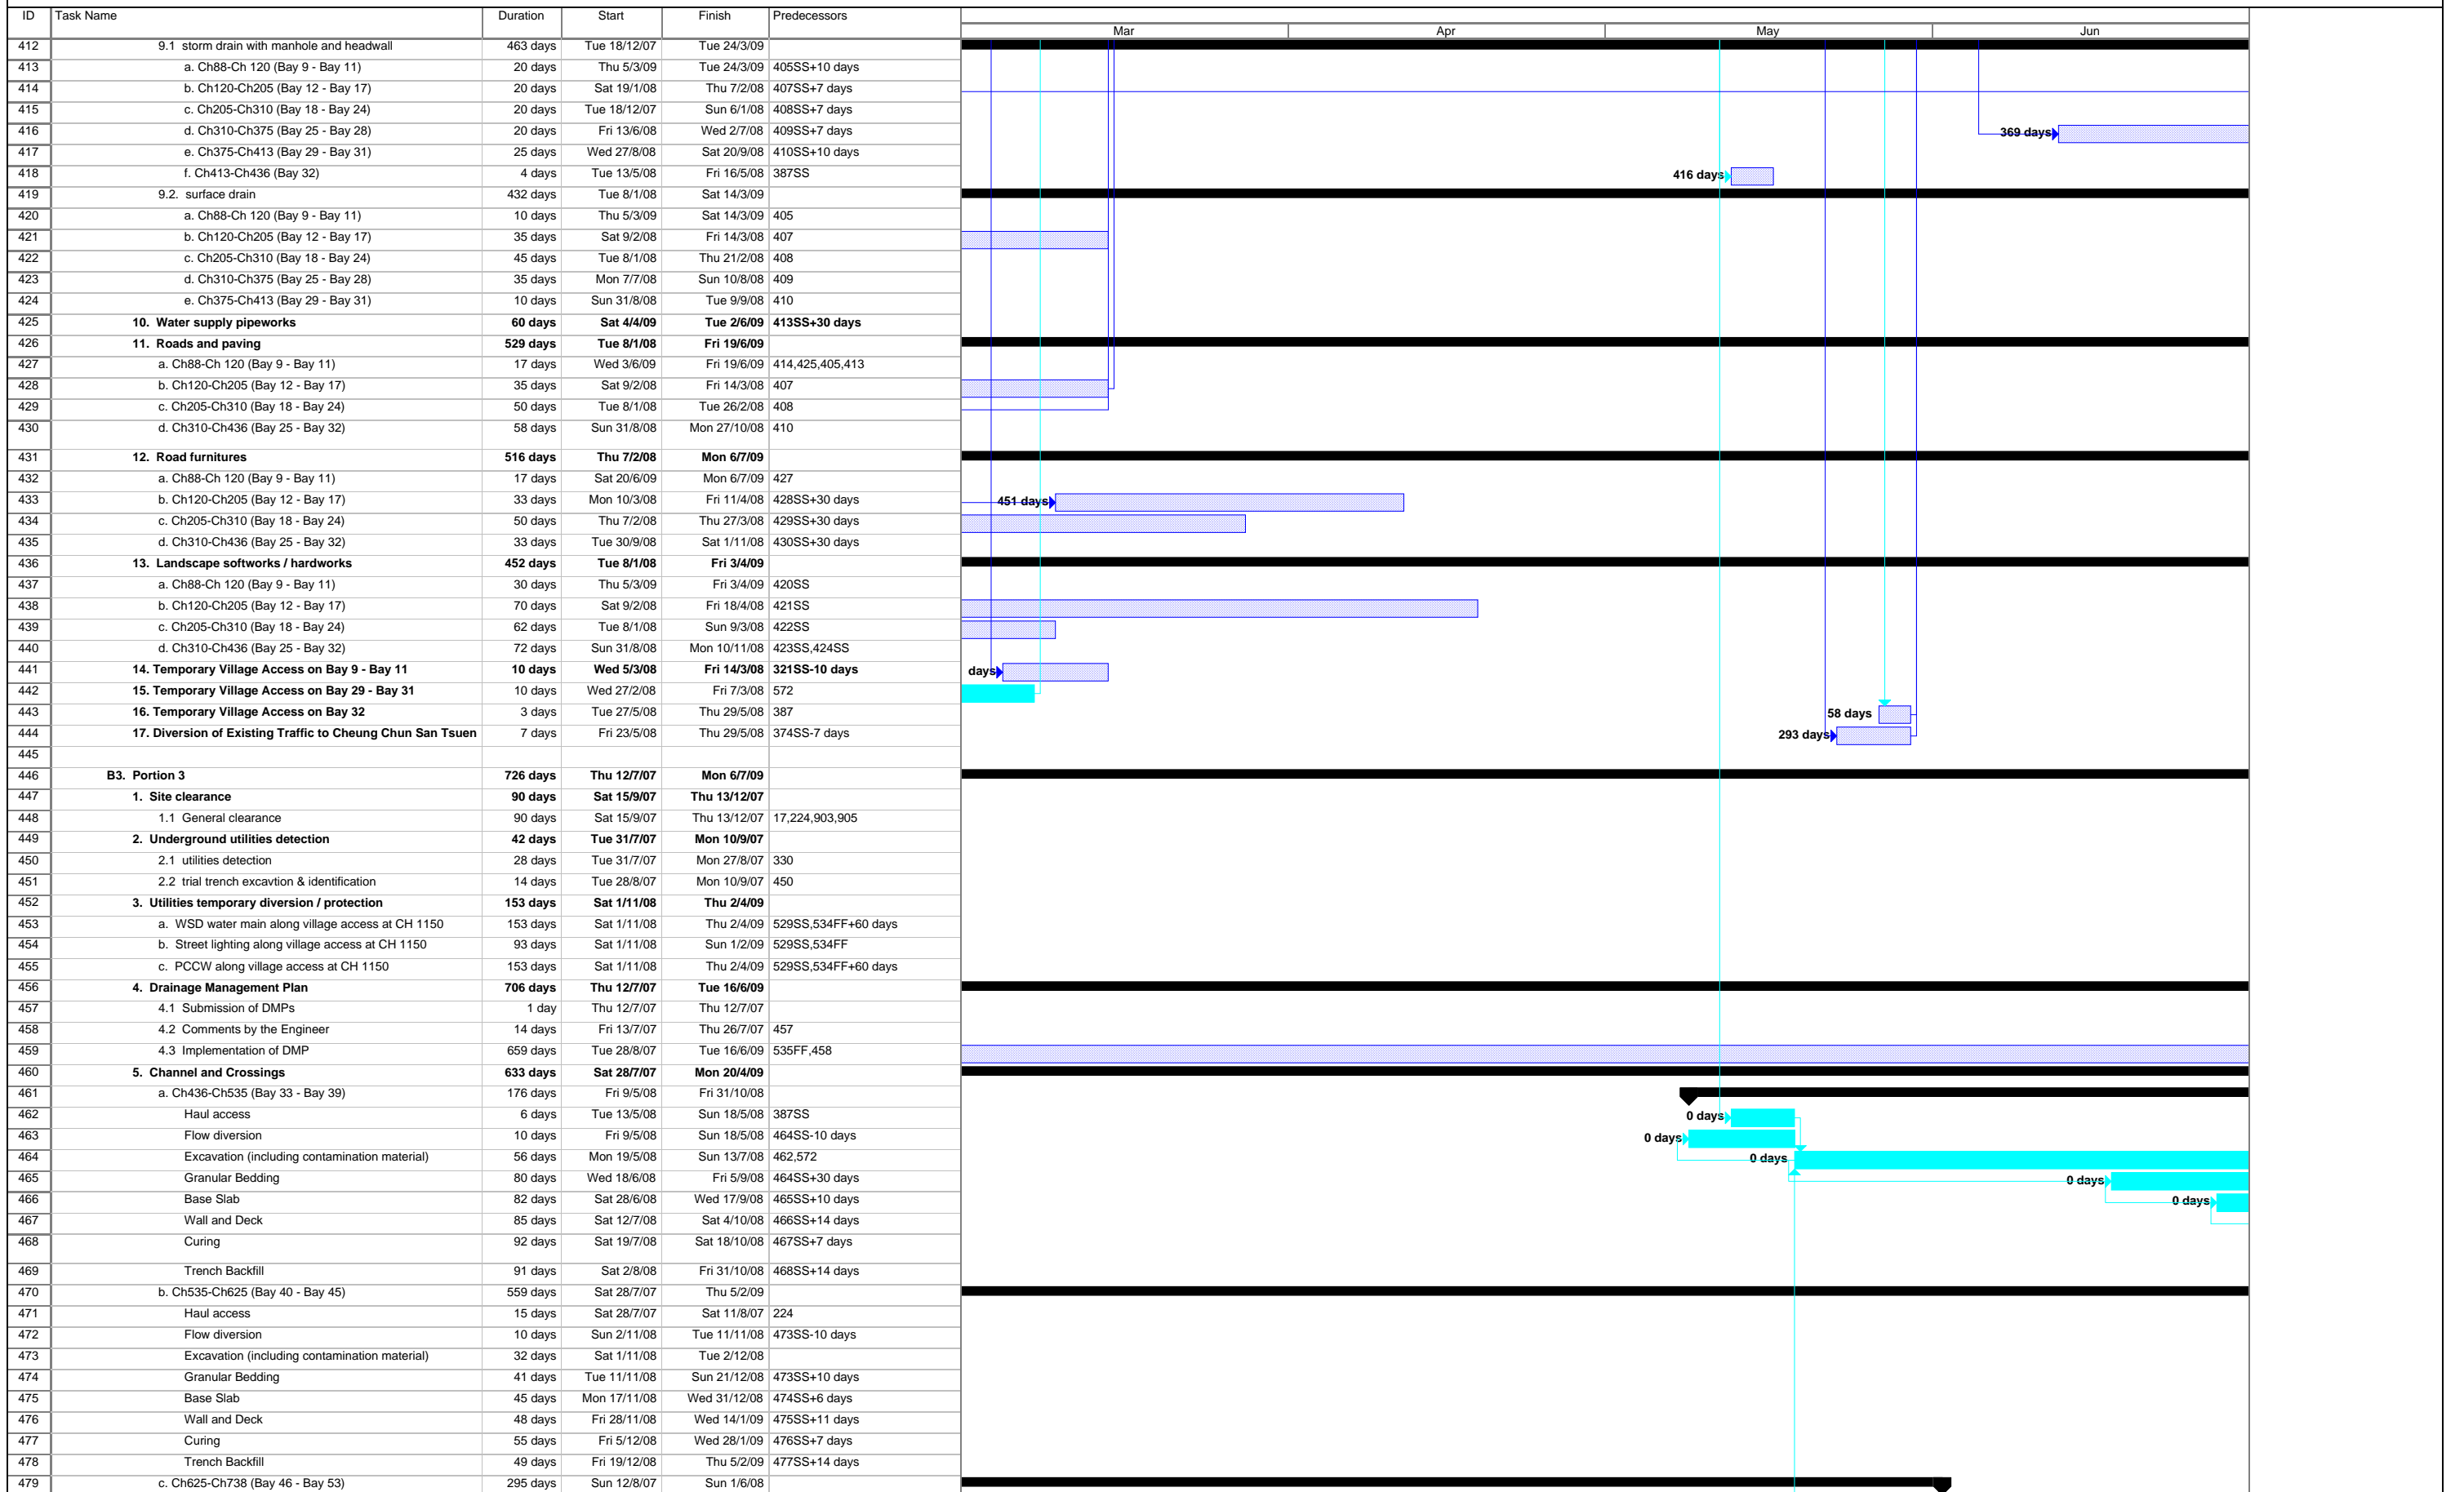 ID Task Name Duration Start Finish Predecessors
Mar Apr May Jun
412 9.1 storm drain with manhole and headwall 463 days Tue 18/12/07 Tue 24/3/09
413 a. Ch88-Ch 120 (Bay 9 - Bay 11) 20 days Thu 5/3/09 Tue 24/3/09 405SS+10 days
414 b. Ch120-Ch205 (Bay 12 - Bay 17) 20 days Sat 19/1/08 Thu 7/2/08 407SS+7 days
415 c. Ch205-Ch310 (Bay 18 - Bay 24) 20 days Tue 18/12/07 Sun 6/1/08 408SS+7 days
416 d. Ch310-Ch375 (Bay 25 - Bay 28) 20 days Fri 13/6/08 Wed 2/7/08 409SS+7 days 369 days
417 e. Ch375-Ch413 (Bay 29 - Bay 31) 25 days Wed 27/8/08 Sat 20/9/08 410SS+10 days
418 f. Ch413-Ch436 (Bay 32) 4 days Tue 13/5/08 Fri 16/5/08 387SS 416 days
419 9.2. surface drain 432 days Tue 8/1/08 Sat 14/3/09
420 a. Ch88-Ch 120 (Bay 9 - Bay 11) 10 days Thu 5/3/09 Sat 14/3/09 405
421 b. Ch120-Ch205 (Bay 12 - Bay 17) 35 days Sat 9/2/08 Fri 14/3/08 407
422 c. Ch205-Ch310 (Bay 18 - Bay 24) 45 days Tue 8/1/08 Thu 21/2/08 408
423 d. Ch310-Ch375 (Bay 25 - Bay 28) 35 days Mon 7/7/08 Sun 10/8/08 409
424 e. Ch375-Ch413 (Bay 29 - Bay 31) 10 days Sun 31/8/08 Tue 9/9/08 410
425 10. Water supply pipeworks 60 days Sat 4/4/09 Tue 2/6/09 413SS+30 days
426 11. Roads and paving 529 days Tue 8/1/08 Fri 19/6/09
427 a. Ch88-Ch 120 (Bay 9 - Bay 11) 17 days Wed 3/6/09 Fri 19/6/09 414,425,405,413
428 b. Ch120-Ch205 (Bay 12 - Bay 17) 35 days Sat 9/2/08 Fri 14/3/08 407
429 c. Ch205-Ch310 (Bay 18 - Bay 24) 50 days Tue 8/1/08 Tue 26/2/08 408
430 d. Ch310-Ch436 (Bay 25 - Bay 32) 58 days Sun 31/8/08 Mon 27/10/08 410
431 12. Road furnitures 516 days Thu 7/2/08 Mon 6/7/09
432 a. Ch88-Ch 120 (Bay 9 - Bay 11) 17 days Sat 20/6/09 Mon 6/7/09 427
433 b. Ch120-Ch205 (Bay 12 - Bay 17) 33 days Mon 10/3/08 Fri 11/4/08 428SS+30 days 451 days
434 c. Ch205-Ch310 (Bay 18 - Bay 24) 50 days Thu 7/2/08 Thu 27/3/08 429SS+30 days
435 d. Ch310-Ch436 (Bay 25 - Bay 32) 33 days Tue 30/9/08 Sat 1/11/08 430SS+30 days
436 13. Landscape softworks / hardworks 452 days Tue 8/1/08 Fri 3/4/09
437 a. Ch88-Ch 120 (Bay 9 - Bay 11) 30 days Thu 5/3/09 Fri 3/4/09 420SS
438 b. Ch120-Ch205 (Bay 12 - Bay 17) 70 days Sat 9/2/08 Fri 18/4/08 421SS
439 c. Ch205-Ch310 (Bay 18 - Bay 24) 62 days Tue 8/1/08 Sun 9/3/08 422SS
440 d. Ch310-Ch436 (Bay 25 - Bay 32) 72 days Sun 31/8/08 Mon 10/11/08 423SS,424SS
441 14. Temporary Village Access on Bay 9 - Bay 11 10 days Wed 5/3/08 Fri 14/3/08 321SS-10 days days
442 15. Temporary Village Access on Bay 29 - Bay 31 10 days Wed 27/2/08 Fri 7/3/08 572
443 16. Temporary Village Access on Bay 32 3 days Tue 27/5/08 Thu 29/5/08 387 58 days
444 17. Diversion of Existing Traffic to Cheung Chun San Tsuen 7 days Fri 23/5/08 Thu 29/5/08 374SS-7 days 293 days
445
446 B3. Portion 3 726 days Thu 12/7/07 Mon 6/7/09
447 1. Site clearance 90 days Sat 15/9/07 Thu 13/12/07
448 1.1 General clearance 90 days Sat 15/9/07 Thu 13/12/07 17,224,903,905
449 2. Underground utilities detection 42 days Tue 31/7/07 Mon 10/9/07
450 2.1 utilities detection 28 days Tue 31/7/07 Mon 27/8/07 330
451 2.2 trial trench excavtion & identification 14 days Tue 28/8/07 Mon 10/9/07 450
452 3. Utilities temporary diversion / protection 153 days Sat 1/11/08 Thu 2/4/09
453 a. WSD water main along village access at CH 1150 153 days Sat 1/11/08 Thu 2/4/09 529SS,534FF+60 days
454 b. Street lighting along village access at CH 1150 93 days Sat 1/11/08 Sun 1/2/09 529SS,534FF
455 c. PCCW along village access at CH 1150 153 days Sat 1/11/08 Thu 2/4/09 529SS,534FF+60 days
456 4. Drainage Management Plan 706 days Thu 12/7/07 Tue 16/6/09
457 4.1 Submission of DMPs 1 day Thu 12/7/07 Thu 12/7/07
458 4.2 Comments by the Engineer 14 days Fri 13/7/07 Thu 26/7/07 457
459 4.3 Implementation of DMP 659 days Tue 28/8/07 Tue 16/6/09 535FF,458
460 5. Channel and Crossings 633 days Sat 28/7/07 Mon 20/4/09
461 a. Ch436-Ch535 (Bay 33 - Bay 39) 176 days Fri 9/5/08 Fri 31/10/08
462 Haul access 6 days Tue 13/5/08 Sun 18/5/08 387SS 0 days
463 Flow diversion 10 days Fri 9/5/08 Sun 18/5/08 464SS-10 days 0 days
464 Excavation (including contamination material) 56 days Mon 19/5/08 Sun 13/7/08 462,572 0 days
465 Granular Bedding 80 days Wed 18/6/08 Fri 5/9/08 464SS+30 days 0 days
466 Base Slab 82 days Sat 28/6/08 Wed 17/9/08 465SS+10 days 0 days
467 Wall and Deck 85 days Sat 12/7/08 Sat 4/10/08 466SS+14 days
468 Curing 92 days Sat 19/7/08 Sat 18/10/08 467SS+7 days
469 Trench Backfill 91 days Sat 2/8/08 Fri 31/10/08 468SS+14 days
470 b. Ch535-Ch625 (Bay 40 - Bay 45) 559 days Sat 28/7/07 Thu 5/2/09
471 Haul access 15 days Sat 28/7/07 Sat 11/8/07 224
472 Flow diversion 10 days Sun 2/11/08 Tue 11/11/08 473SS-10 days
473 Excavation (including contamination material) 32 days Sat 1/11/08 Tue 2/12/08
474 Granular Bedding 41 days Tue 11/11/08 Sun 21/12/08 473SS+10 days
475 Base Slab 45 days Mon 17/11/08 Wed 31/12/08 474SS+6 days
476 Wall and Deck 48 days Fri 28/11/08 Wed 14/1/09 475SS+11 days
477 Curing 55 days Fri 5/12/08 Wed 28/1/09 476SS+7 days
478 Trench Backfill 49 days Fri 19/12/08 Thu 5/2/09 477SS+14 days
479 c. Ch625-Ch738 (Bay 46 - Bay 53) 295 days Sun 12/8/07 Sun 1/6/08